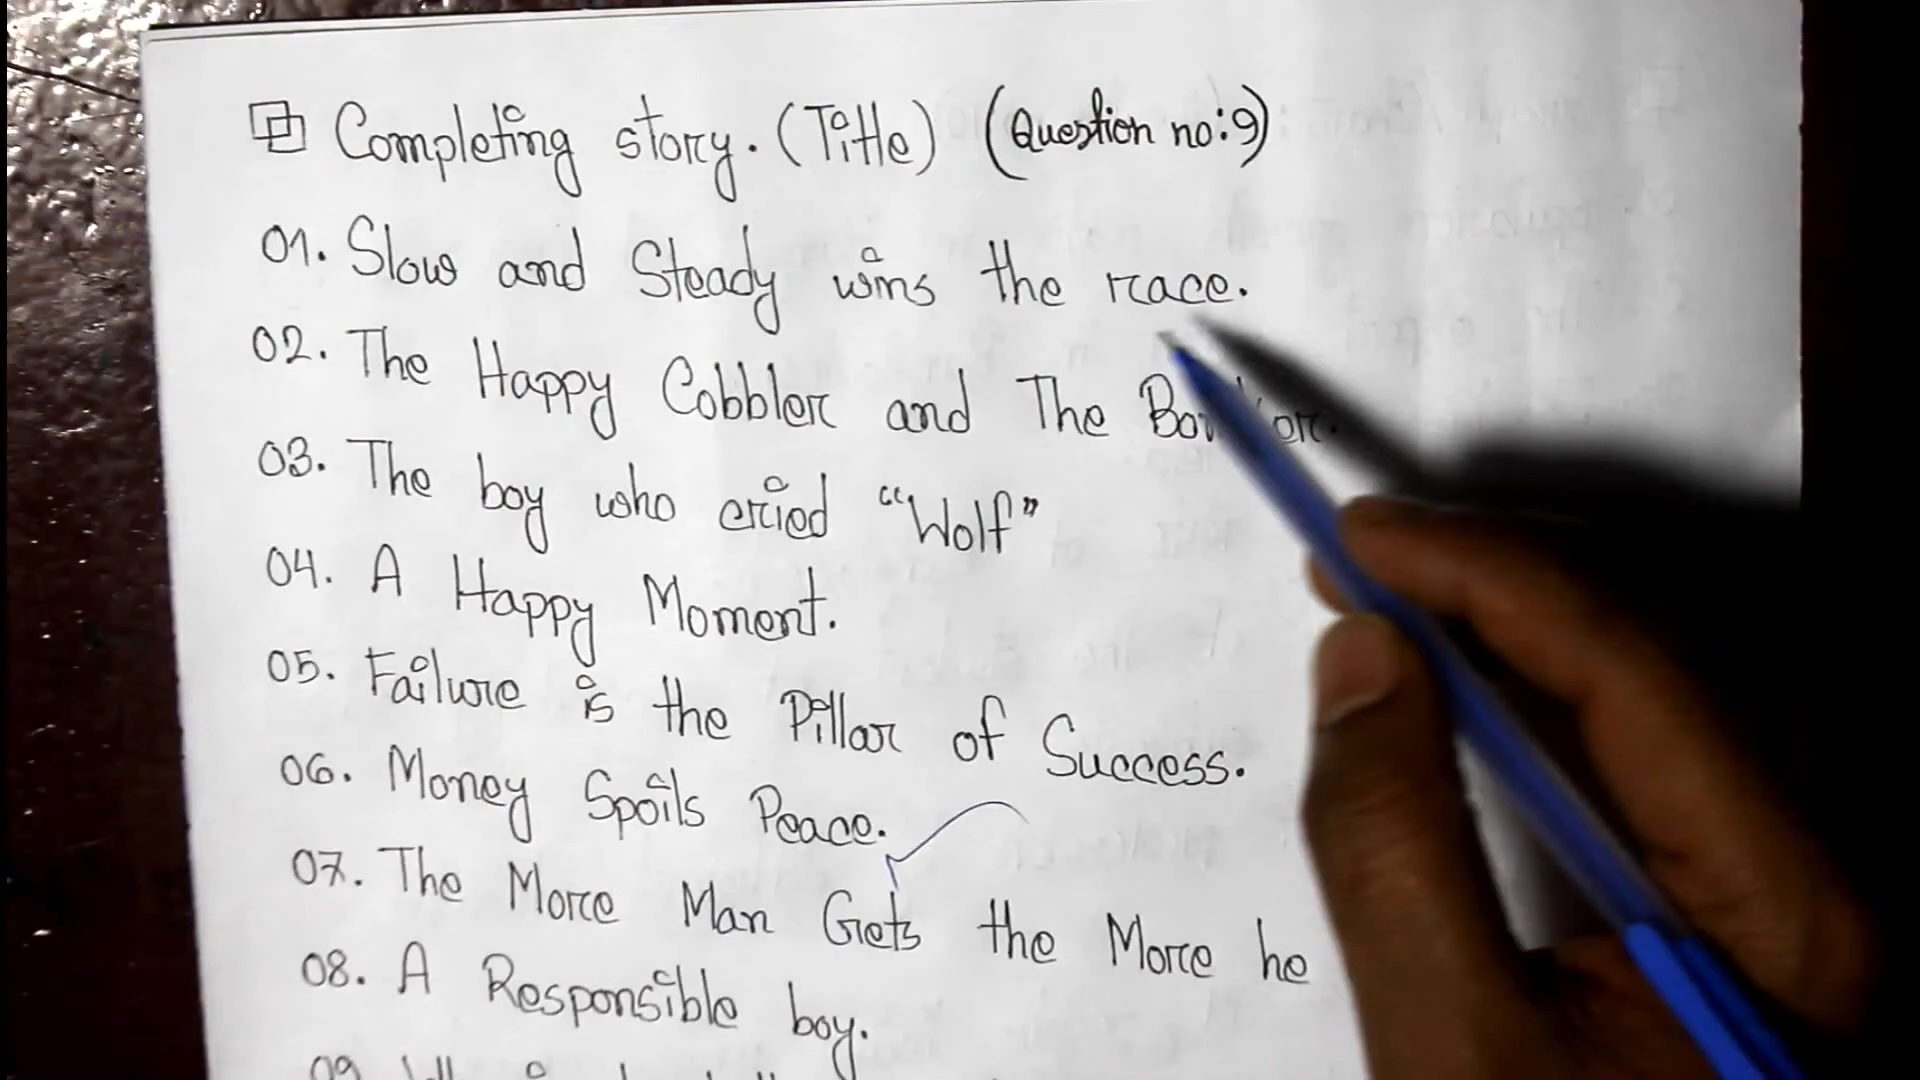 Completing story. (Title) (Question no:9)
01. Slow and Steady wins the race.
02. The Happy Cobbler and The
03. The boy who cried “Wolf”
04. A Happy Moment.
05. Failure is the Pillar of Success.
06. Money Spoils Peace.
07. The More Man Gets the More he
08. A Responsible boy.
09.